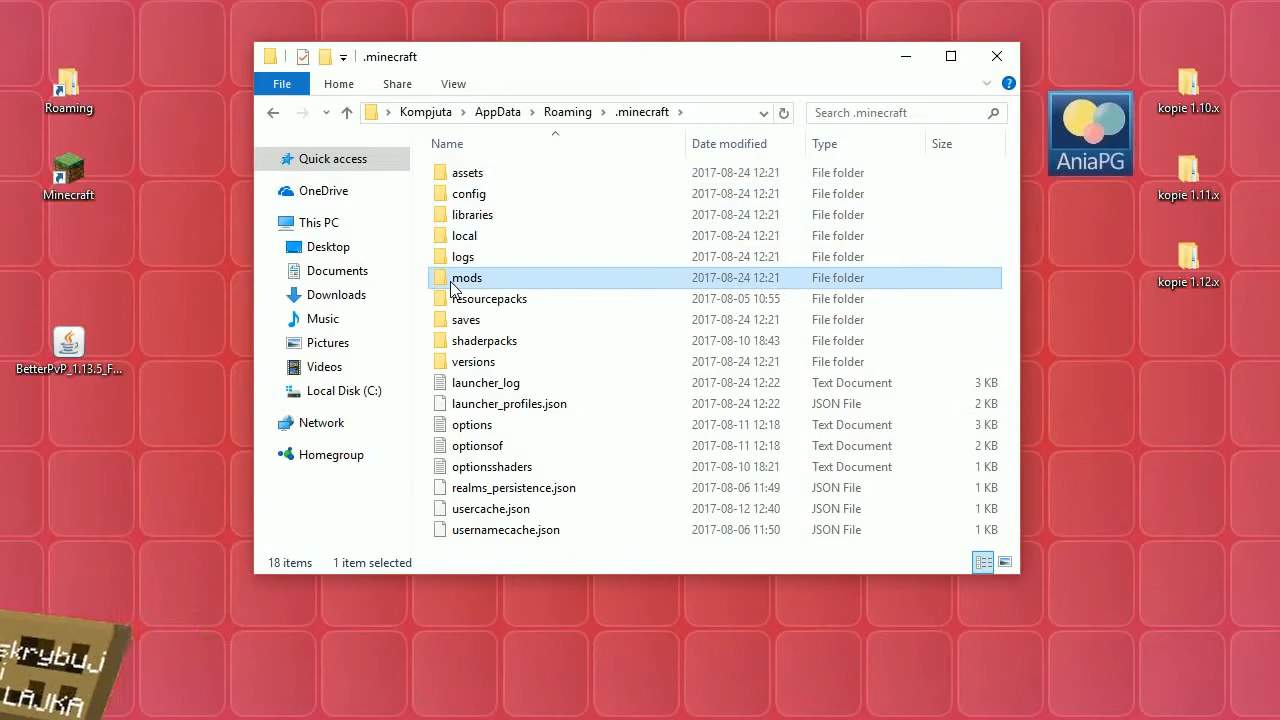 .minecraft
File Home Share View
Kompjuta AppData Roaming .minecraft
Search .minecraft
Name Date modified Type Size
Quick access
OneDrive
This PC
Desktop
Documents
Downloads
Music
Pictures
Videos
Local Disk (C:)
Network
Homegroup
assets 2017-08-24 12:21 File folder
config 2017-08-24 12:21 File folder
libraries 2017-08-24 12:21 File folder
local 2017-08-24 12:21 File folder
logs 2017-08-24 12:21 File folder
mods 2017-08-24 12:21 File folder
resourcepacks 2017-08-05 10:55 File folder
saves 2017-08-24 12:21 File folder
shaderpacks 2017-08-10 18:43 File folder
versions 2017-08-24 12:21 File folder
launcher_log 2017-08-24 12:22 Text Document 3 KB
launcher_profiles.json 2017-08-24 12:22 JSON File 2 KB
options 2017-08-11 12:18 Text Document 3 KB
optionsof 2017-08-11 12:18 Text Document 2 KB
optionsshaders 2017-08-10 18:21 Text Document 1 KB
realms_persistence.json 2017-08-06 11:49 JSON File 1 KB
usercache.json 2017-08-12 12:40 JSON File 1 KB
usernamecache.json 2017-08-06 11:50 JSON File 1 KB
18 items 1 item selected
Roaming
Minecraft
BetterPvP_1.13.5_F...
AniaPG
kopie 1.10.x
kopie 1.11.x
kopie 1.12.x
skrybuj
i
LAJKA